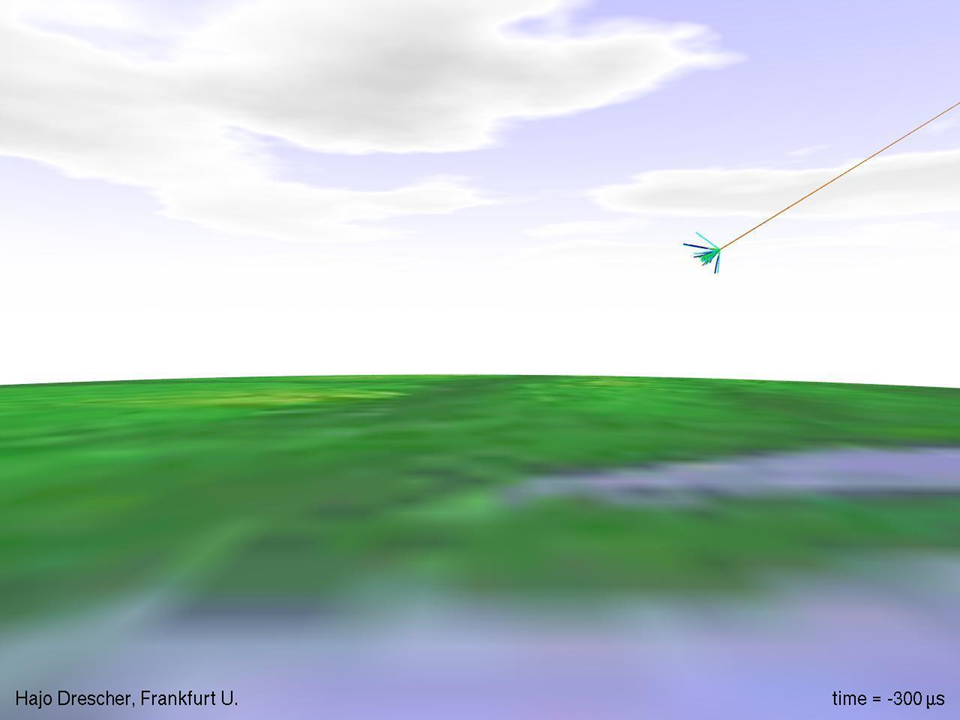 Hajo Drescher, Frankfurt U.
time = -300 µs